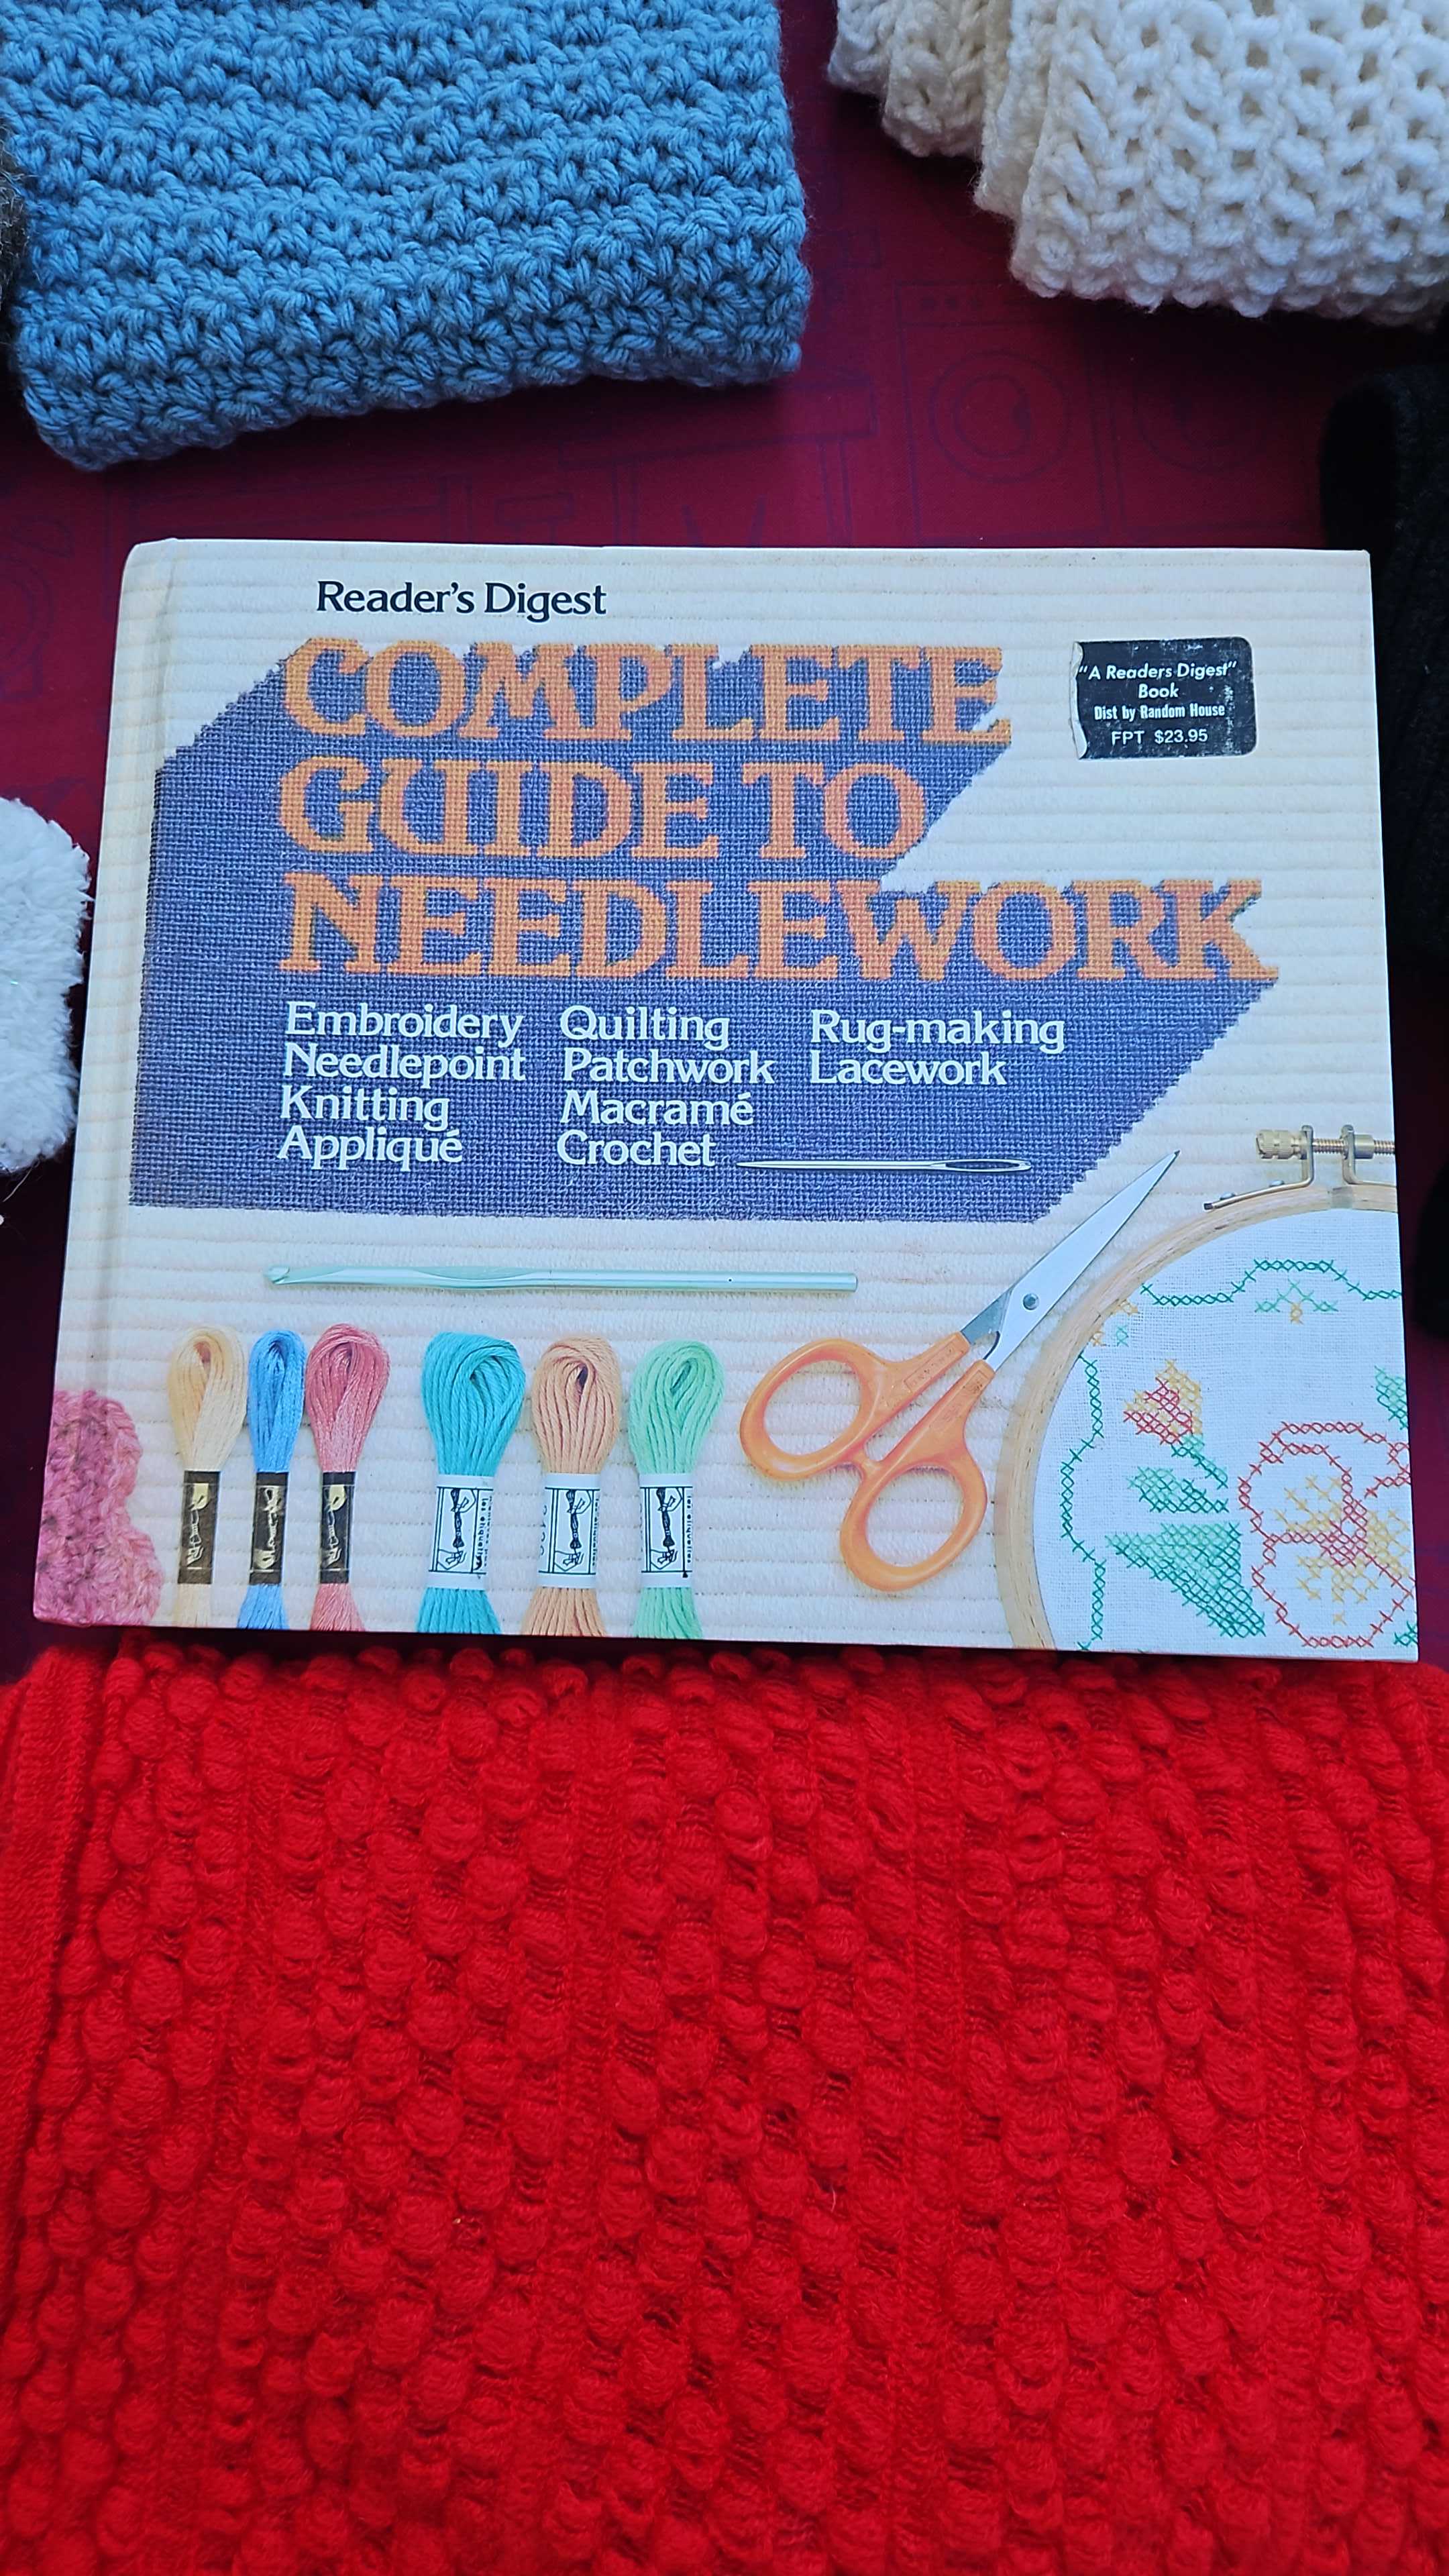 Reader's Digest
COMPLETE
GUIDE TO
NEEDLEWORK
"A Readers Digest"
Book
Dist by Random House
FPT $23.95
Embroidery Quilting Rug-making
Needlepoint Patchwork Lacework
Knitting Macramé
Appliqué Crochet